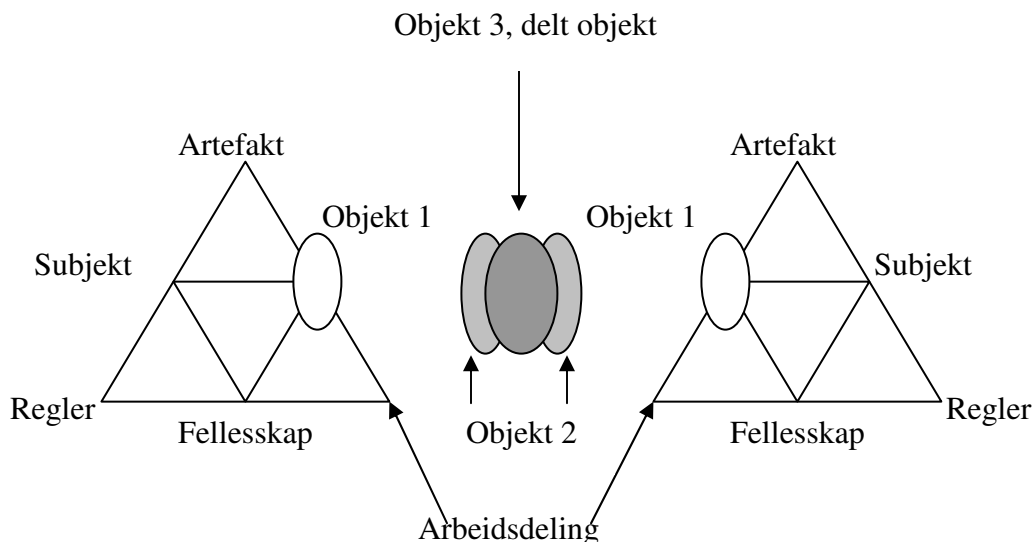 Objekt 3, delt objekt
Artefakt
Artefakt
Objekt 1
Objekt 1
Subjekt
Subjekt
Regler
Fellesskap
Objekt 2
Fellesskap
Regler
Arbeidsdeling